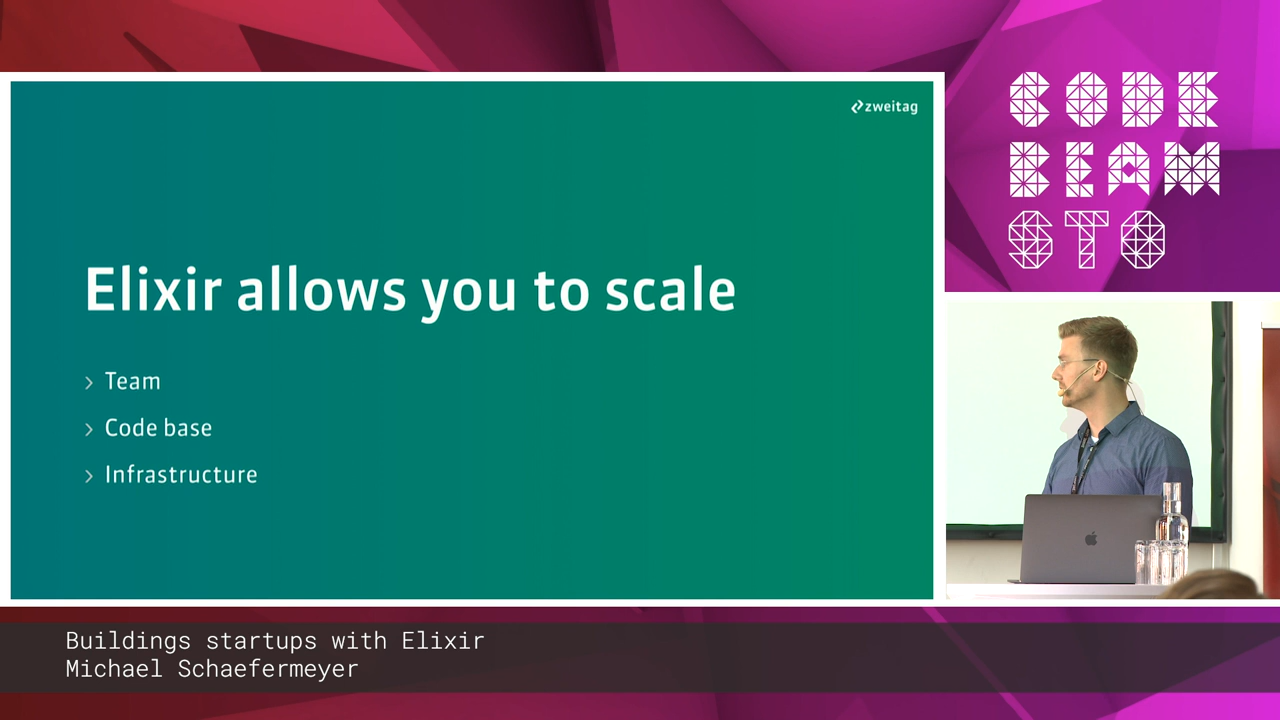 zweitag
CODE
BEAM
STO
Elixir allows you to scale
Team
Code base
Infrastructure
Buildings startups with Elixir
Michael Schaefermeyer